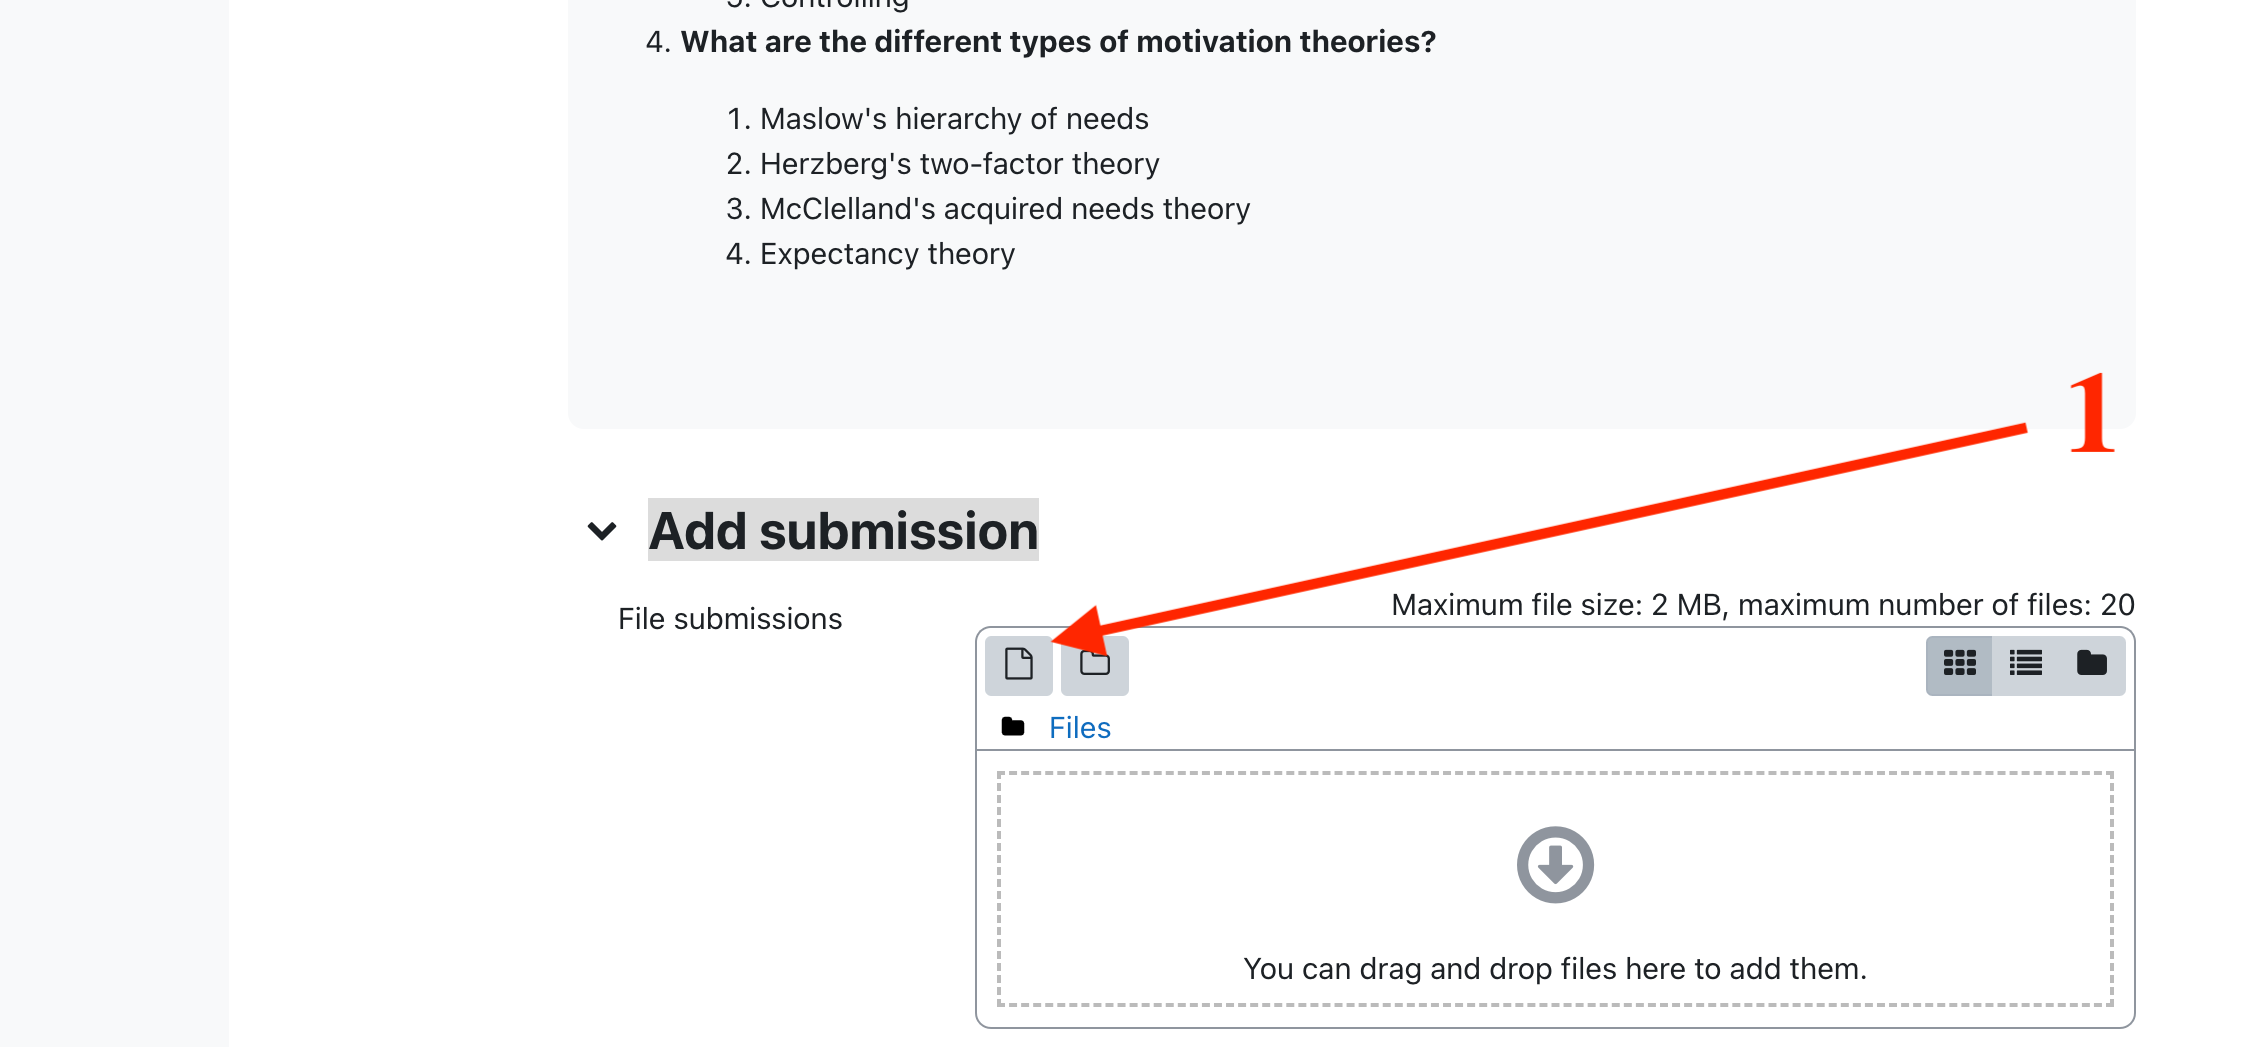 5. Controlling
4. What are the different types of motivation theories?
1. Maslow's hierarchy of needs
2. Herzberg's two-factor theory
3. McClelland's acquired needs theory
4. Expectancy theory
1
Add submission
File submissions
Maximum file size: 2 MB, maximum number of files: 20
Files
You can drag and drop files here to add them.